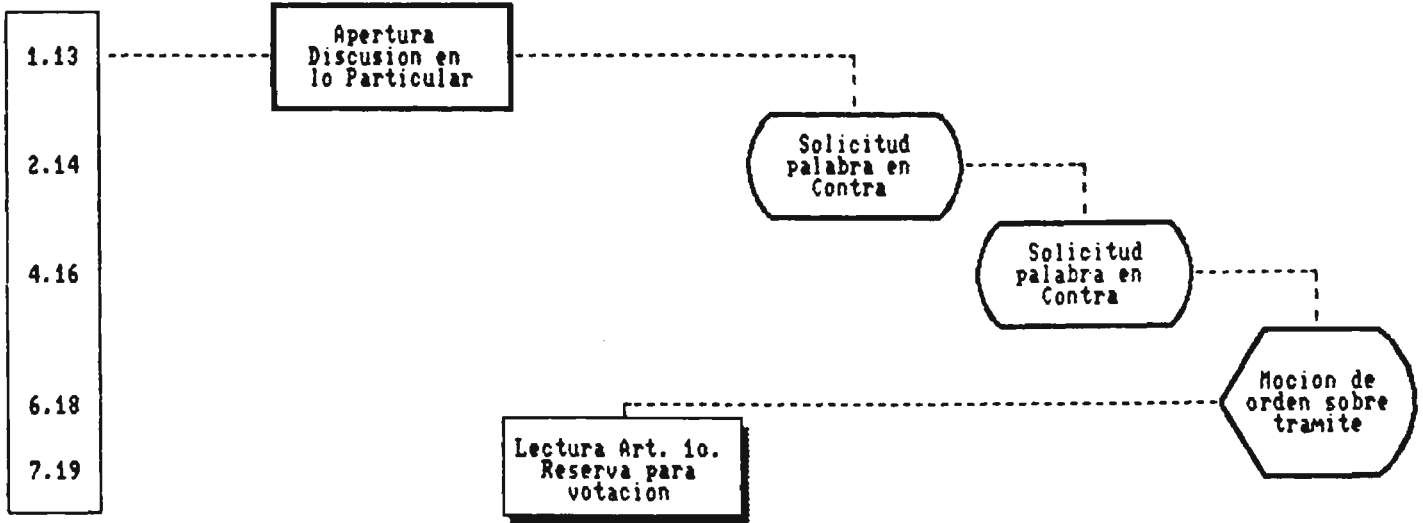 1.13
Apertura
Discusion en
lo Particular
2.14
Solicitud
palabra en
Contra
4.16
Solicitud
palabra en
Contra
6.18
Mocion de
orden sobre
tramite
7.19
Lectura Art. 1o.
Reserva para
votacion